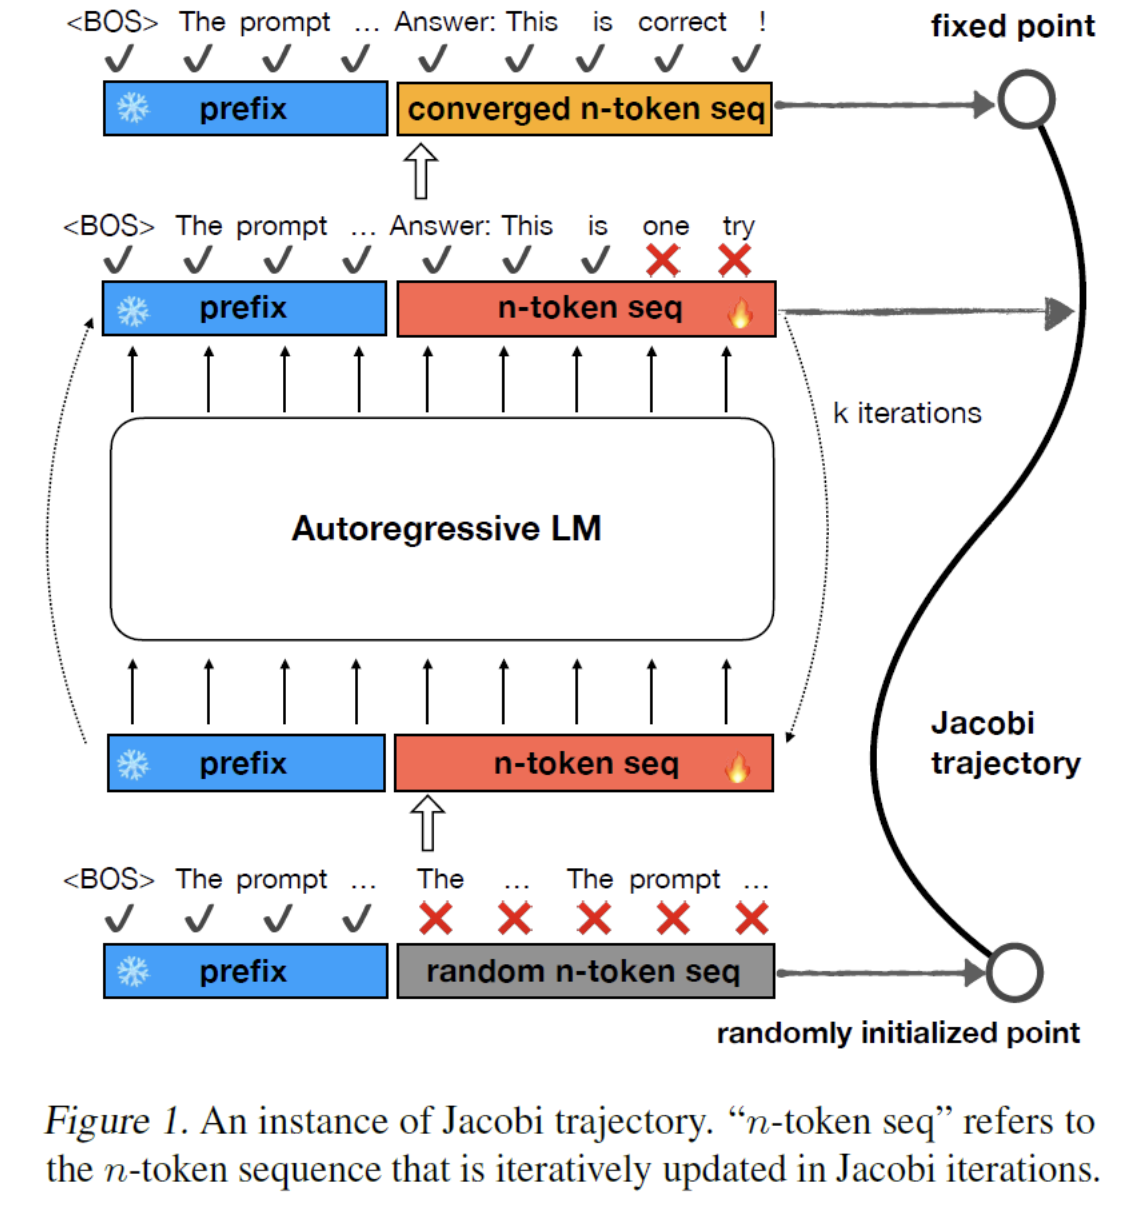 <BOS> The prompt ... Answer: This is correct !
fixed point
prefix
converged n-token seq
<BOS> The prompt ... Answer: This is one try
prefix
n-token seq
k iterations
Autoregressive LM
Jacobi
trajectory
prefix
n-token seq
<BOS> The prompt ... The ... The prompt ...
prefix
random n-token seq
randomly initialized point
Figure 1. An instance of Jacobi trajectory. “n-token seq” refers to
the n-token sequence that is iteratively updated in Jacobi iterations.